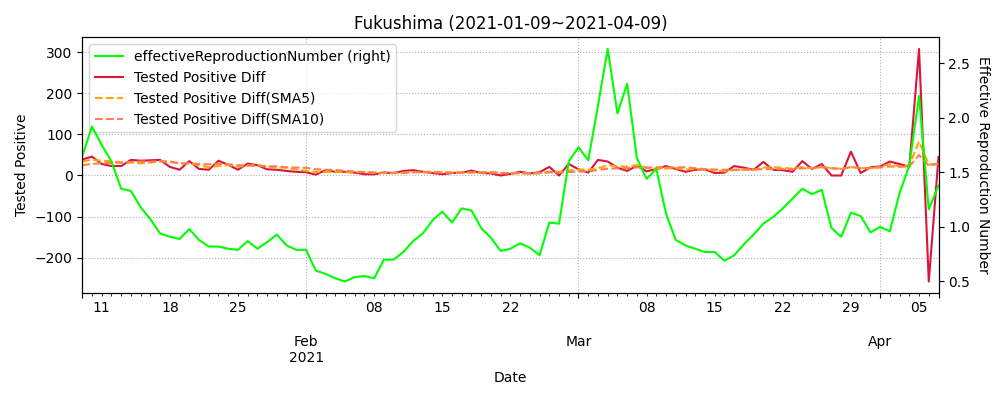 Fukushima (2021-01-09~2021-04-09)
effectiveReproductionNumber (right)
Tested Positive Diff
Tested Positive Diff(SMA5)
Tested Positive Diff(SMA10)
Tested Positive
300
200
100
0
−100
−200
Effective Reproduction Number
2.5
2.0
1.5
1.0
0.5
11 18 25 08 15 22 08 15 22 29 05
Feb Mar Apr
2021
Date